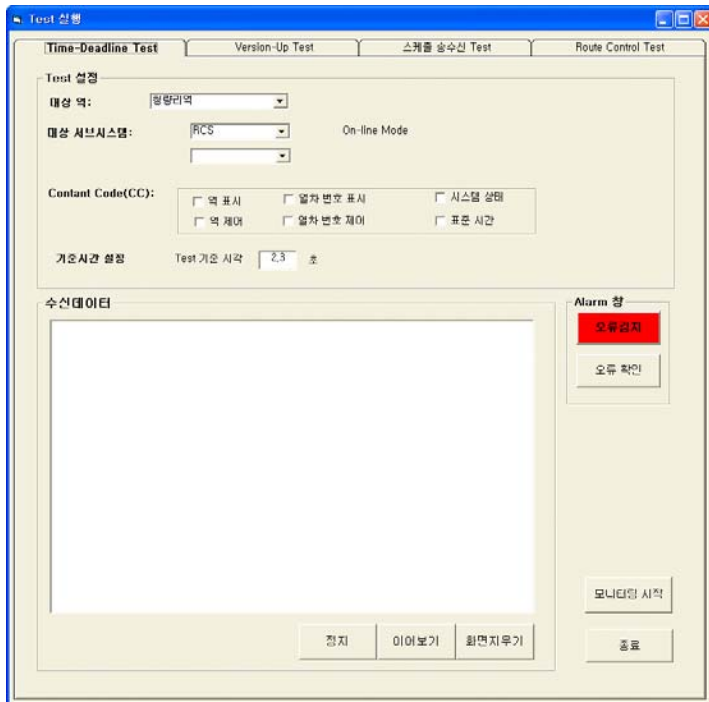 Test 실행
Time-Deadline Test Version-Up Test 스케줄 송수신 Test Route Control Test
Test 설정
대상 역: 청량리역
대상 서브시스템: RCS On-line Mode
Contant Code(CC):
역 표시 열차 번호 표시 시스템 상태
역 제어 열차 번호 제어 표준 시간
기준시간 설정 Test 기준 시각 2,3 초
수신데이터
Alarm 창
오류감지
오류 확인
모니터링 시작
정지 이어보기 화면지우기
종료